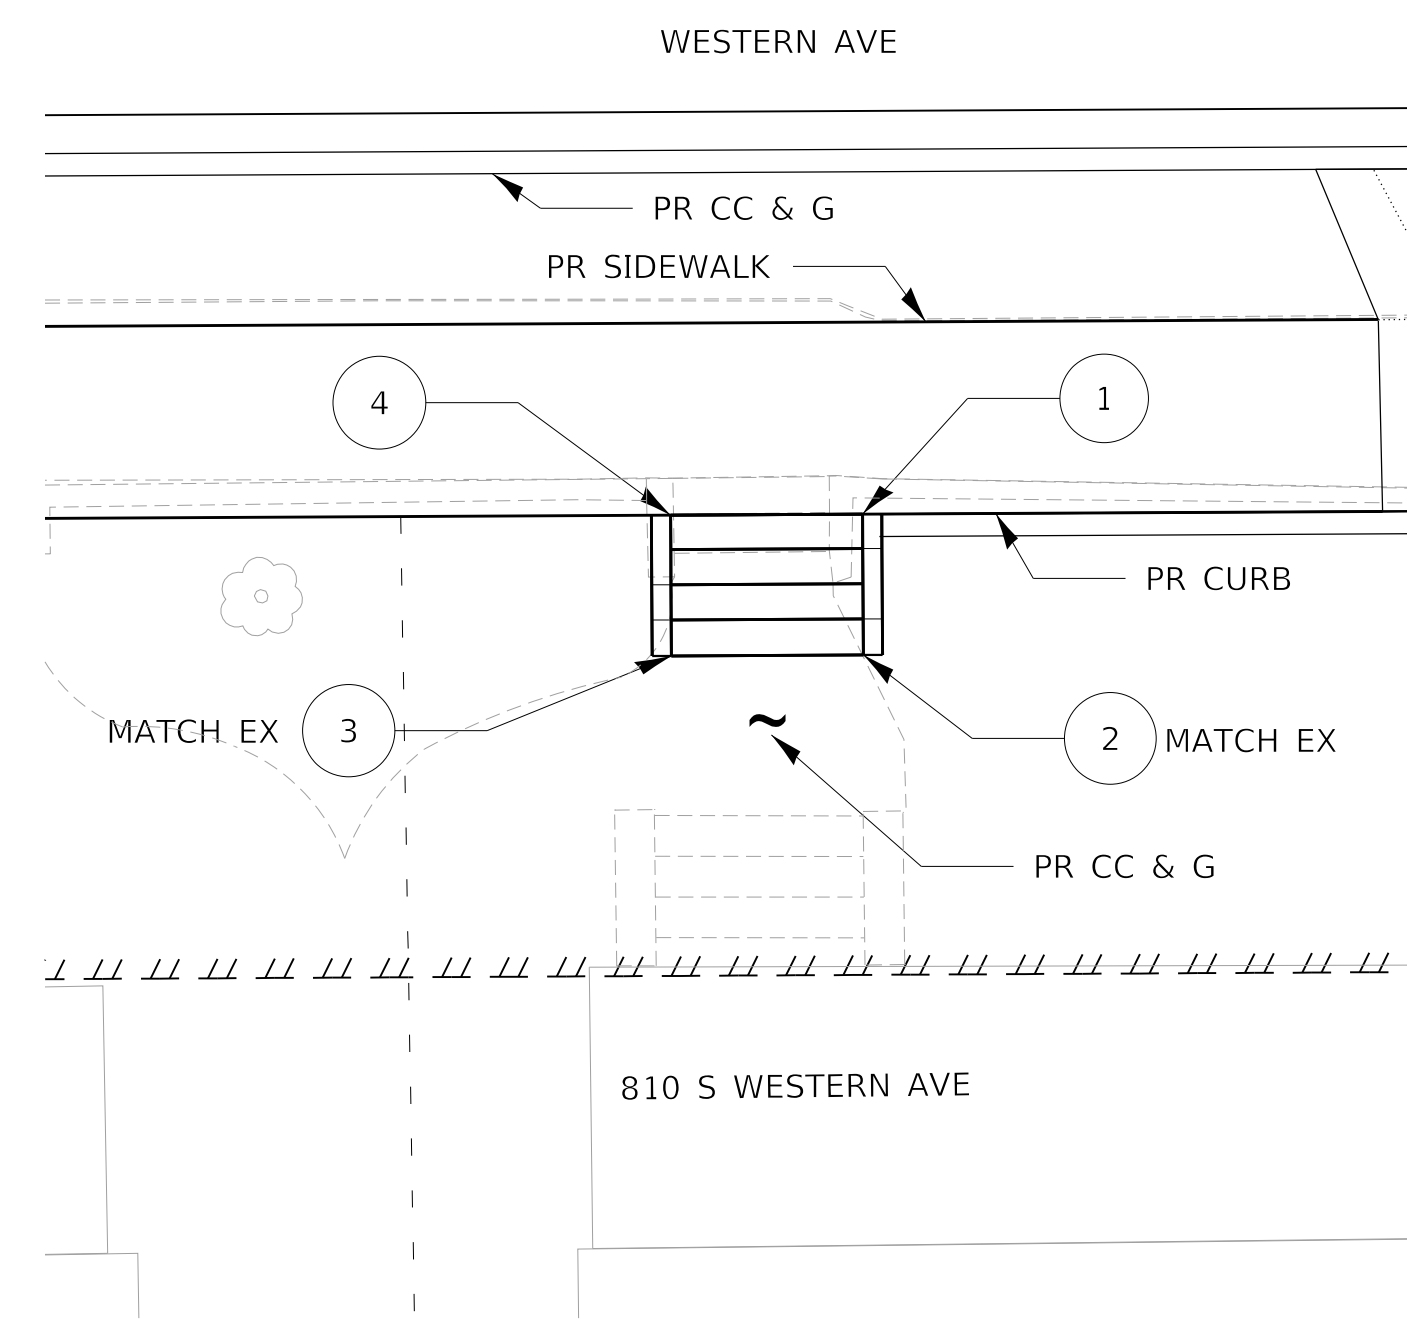 WESTERN AVE
PR CC & G
PR SIDEWALK
4
1
PR CURB
MATCH EX
3
~
2
MATCH EX
PR CC & G
810 S WESTERN AVE